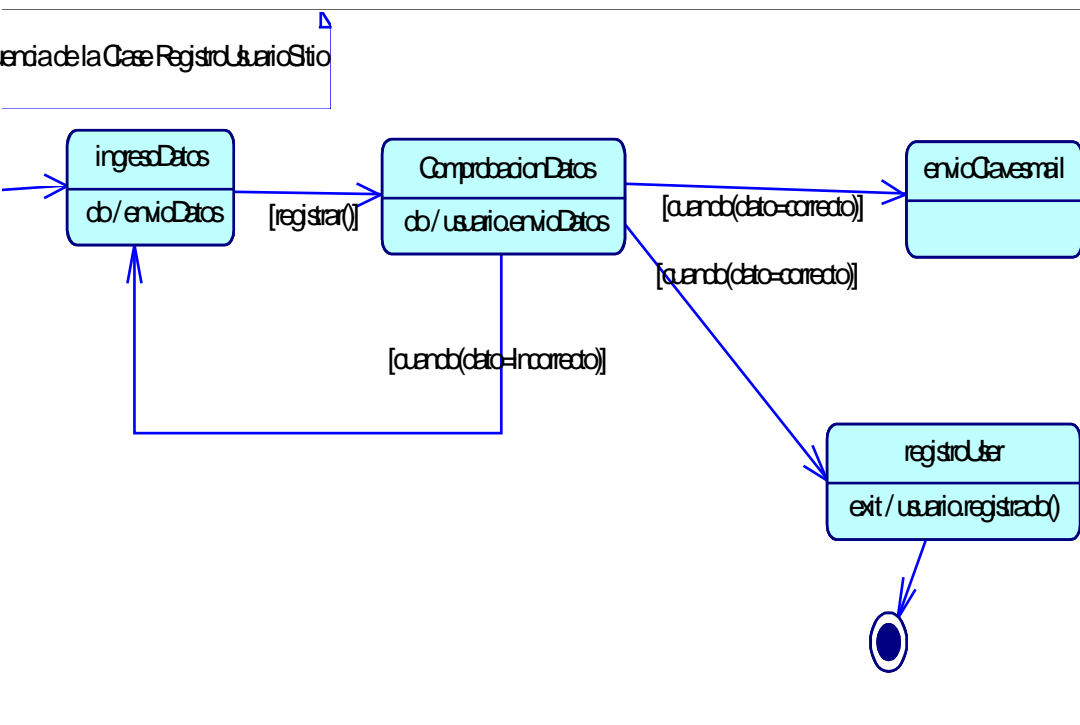 uencia de la Clase RegistroUsuarioSitio
ingresoDatos
do / envioDatos
[registrar()]
ComprobacionDatos
do / usuario.envioDatos
[cuando(dato=correcto)]
envioClavesmail
[cuando(dato=correcto)]
[cuando(dato=Incorrecto)]
registroUser
exit / usuario.registrado()